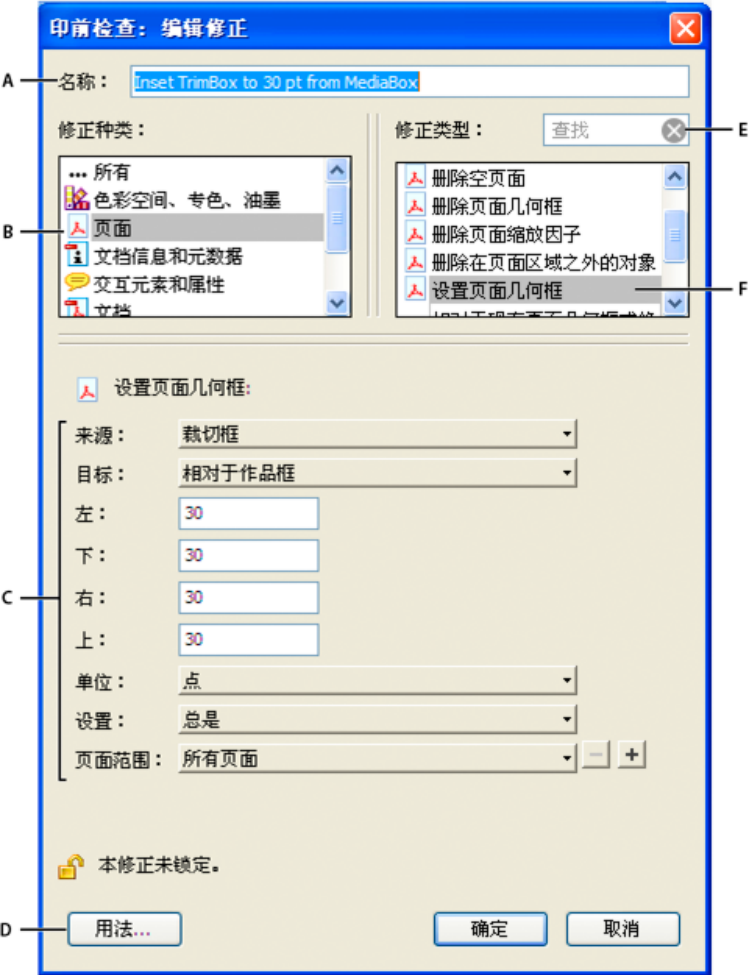 印前检查: 编辑修正
A
名称:
Inset TrimBox to 30 pt from MediaBox
修正种类:
修正类型:
查找
E
... 所有
色彩空间、专色、油墨
B
页面
文档信息和元数据
交互元素和属性
文档
删除空页面
删除页面几何框
删除页面缩放因子
删除在页面区域之外的对象
设置页面几何框
F
设置页面几何框:
来源:
裁切框
目标:
相对于作品框
左:
30
下:
30
C
右:
30
上:
30
单位:
点
设置:
总是
页面范围:
所有页面
本修正未锁定。
D
用法...
确定
取消